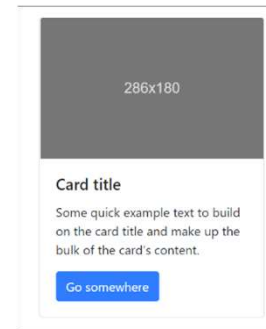 286x180
Card title
Some quick example text to build
on the card title and make up the
bulk of the card's content.
Go somewhere